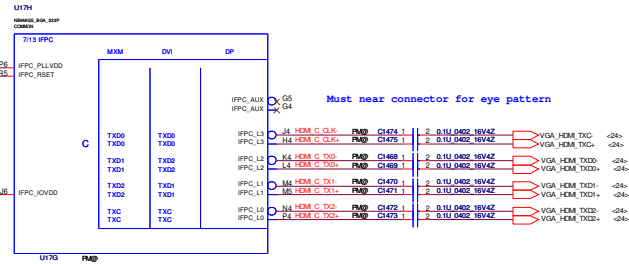 U17H
COMMON
7/13 IFPC
MXM DVI DP
IFPC_PLLVDD
IFPC_RSET
IFPC_AUX G5
IFPC_AUX G4
Must near connector for eye pattern
C
TXD0 TXD0 IFPC_L3 J4 HDMI_C_CLK- PM@ C1474 1 2 0.1U_0402_16V4Z VGA_HDMI_TXC- <24>
TXD0 TXD0 IFPC_L3 H4 HDMI_C_CLK+ PM@ C1475 1 2 0.1U_0402_16V4Z VGA_HDMI_TXC+ <24>
TXD1 TXD2 IFPC_L2 K4 HDMI_C_TX0- PM@ C1468 1 2 0.1U_0402_16V4Z VGA_HDMI_TXD0- <24>
TXD1 TXD2 IFPC_L2 L4 HDMI_C_TX0+ PM@ C1469 1 2 0.1U_0402_16V4Z VGA_HDMI_TXD0+ <24>
J6 IFPC_IOVDD TXD2 TXD1 IFPC_L1 M4 HDMI_C_TX1- PM@ C1470 1 2 0.1U_0402_16V4Z VGA_HDMI_TXD1- <24>
TXD2 TXD1 IFPC_L1 M5 HDMI_C_TX1+ PM@ C1471 1 2 0.1U_0402_16V4Z VGA_HDMI_TXD1+ <24>
TXC TXC IFPC_L0 N4 HDMI_C_TX2- PM@ C1472 1 2 0.1U_0402_16V4Z VGA_HDMI_TXD2- <24>
TXC TXC IFPC_L0 P4 HDMI_C_TX2+ PM@ C1473 1 2 0.1U_0402_16V4Z VGA_HDMI_TXD2+ <24>
U17G PM@